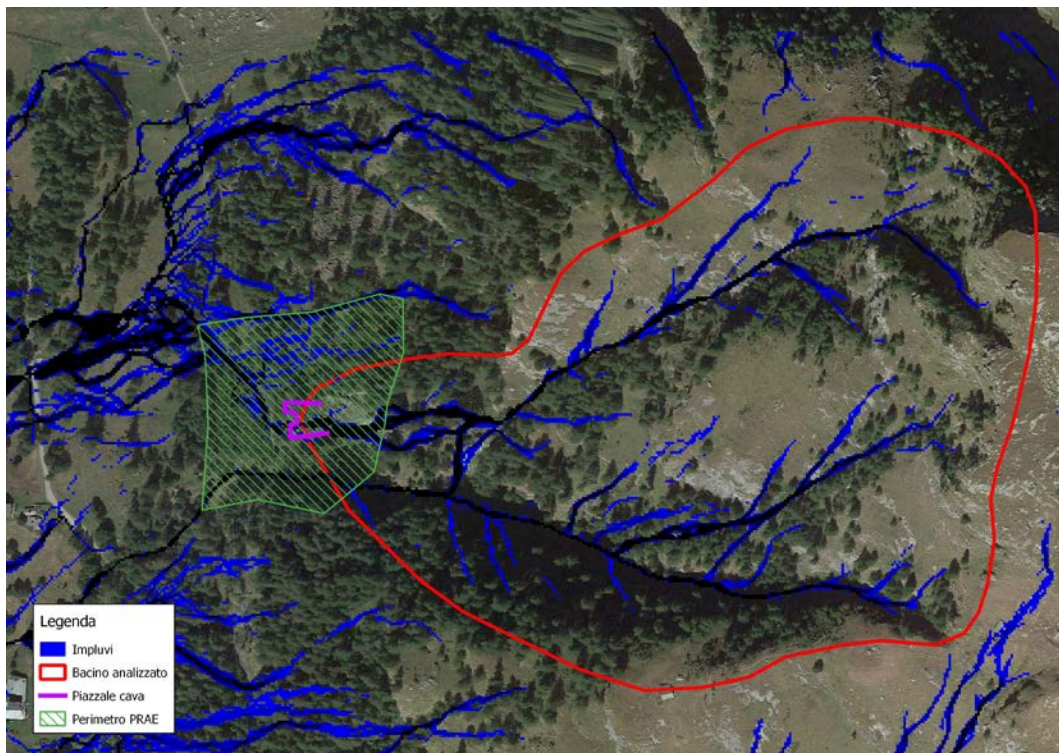 Legenda
Impluvi
Bacino analizzato
Piazzale cava
Perimetro PRAE